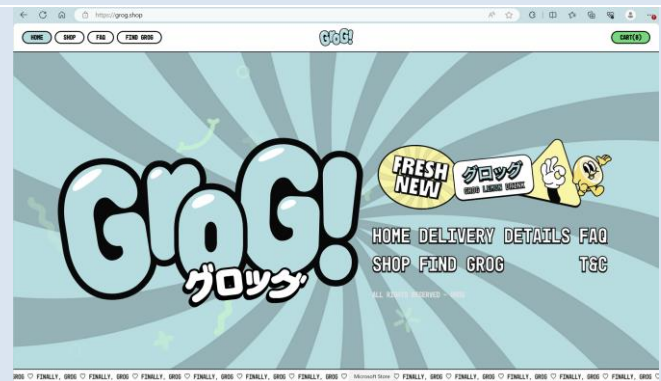 https://grog.shop
HOME SHOP FAQ FIND GROG
GroG!
CART(0)
GroG!
グロッグ
FRESH
NEW
グロッグ
GROG LEMON DRINK
HOME DELIVERY DETAILS FAQ
SHOP FIND GROG T&C
ALL RIGHTS RESERVED - GROG
GROG ♡ FINALLY, GROG ♡ FINALLY, GROG ♡ FINALLY, GROG ♡ FINALLY, GROG ♡ FINALLY, GROG ♡ FINALLY, GROG ♡ Microsoft Store ♡ FINALLY, GROG ♡ FINALLY, GROG ♡ FINALLY, GROG ♡ FINALLY, GROG ♡ FINALLY, GROG